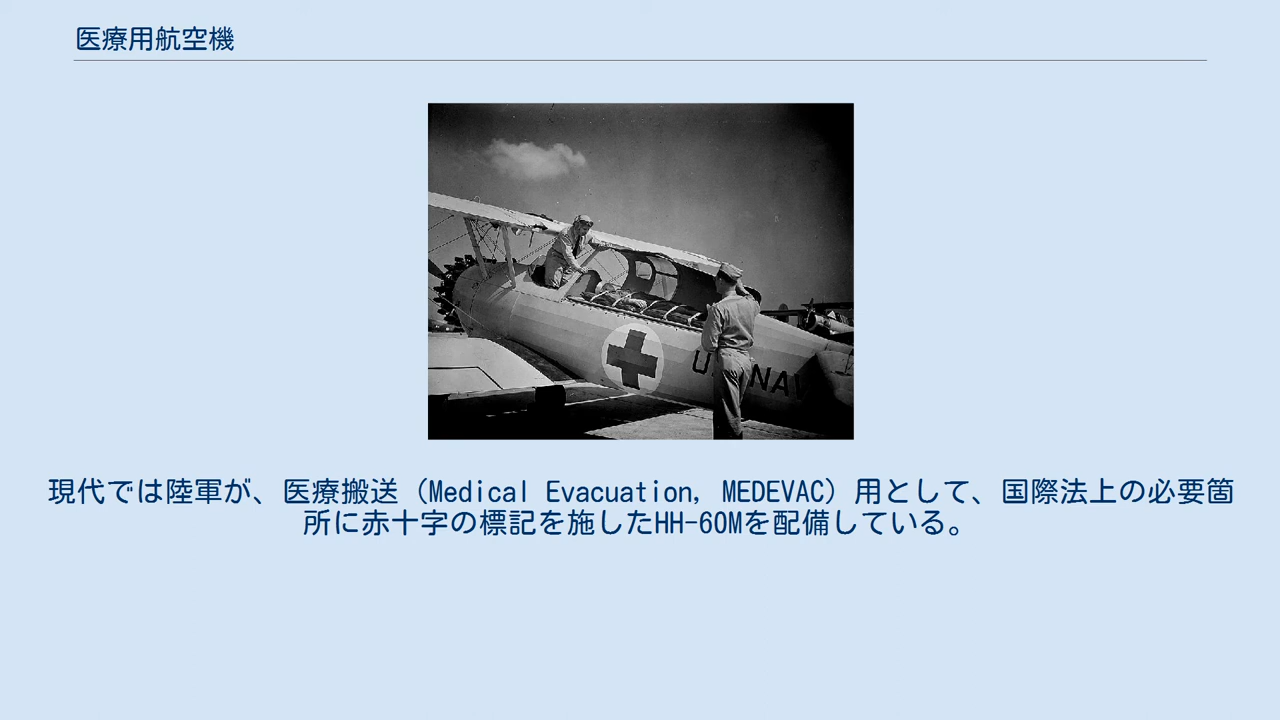 医療用航空機
U. NAV
現代では陸軍が、医療搬送（Medical Evacuation, MEDEVAC）用として、国際法上の必要箇
所に赤十字の標記を施したHH-60Mを配備している。